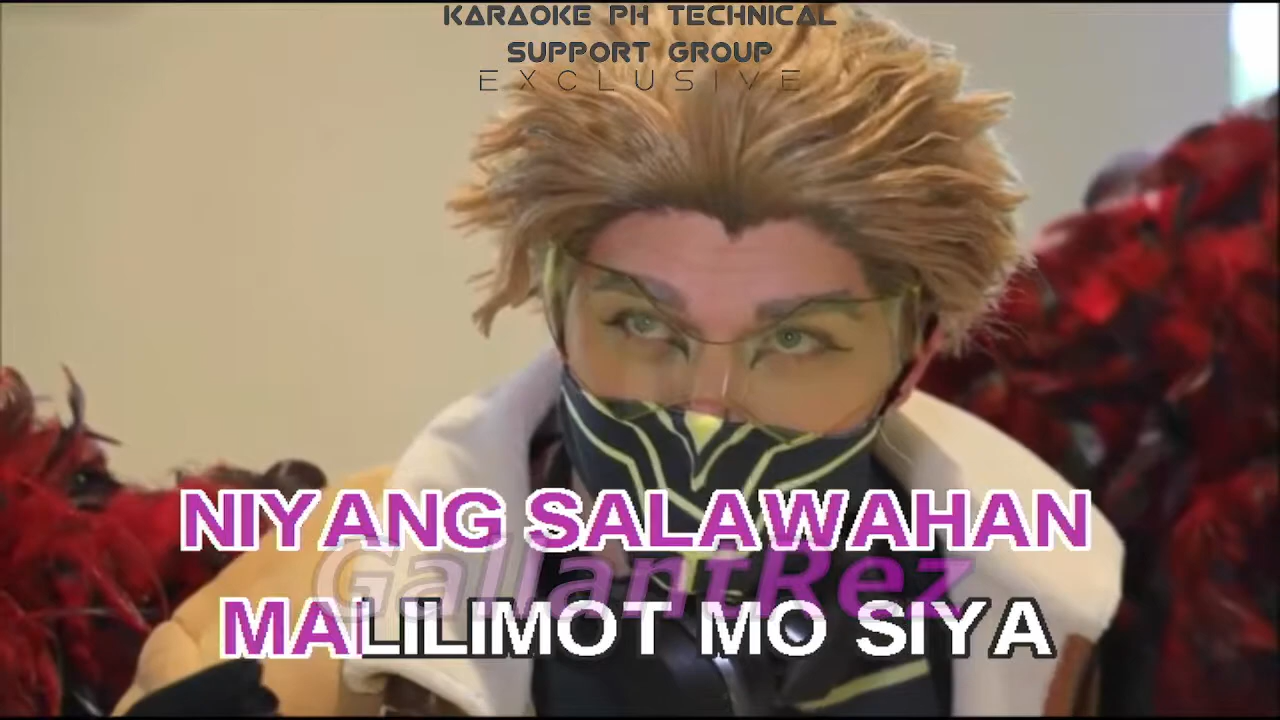 KARAOKE PH TECHNICAL
SUPPORT GROUP
EXCLUSIVE
NIYANG SALAWAHAN
GallantRez
MALILIMOT MO SIYA